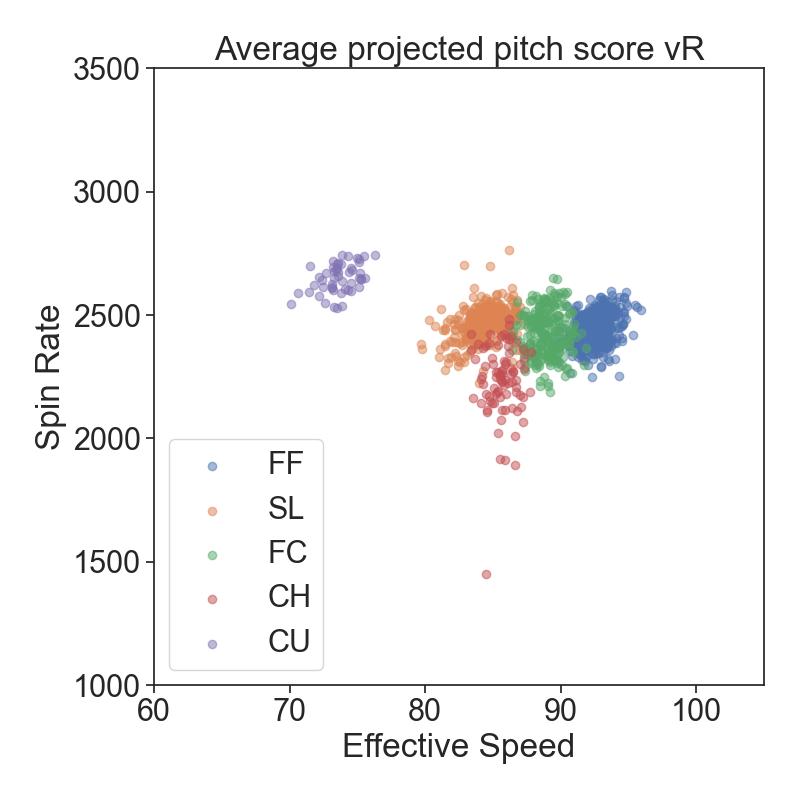 Average projected pitch score vR
3500
3000
2500
2000
1500
1000
Spin Rate
FF
SL
FC
CH
CU
60 70 80 90 100
Effective Speed